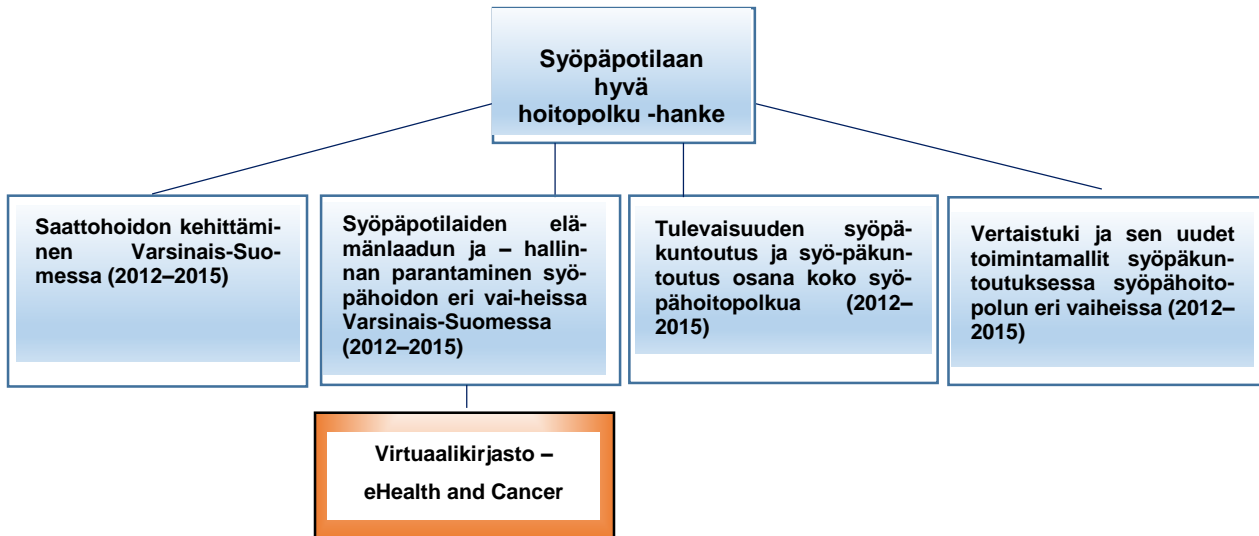 Syöpäpotilaan
hyvä
hoitopolku -hanke
Saattohoidon kehittämi-
nen Varsinais-Suo-
messa (2012–2015)
Syöpäpotilaiden elä-
mänlaadun ja – hallin-
nan parantaminen syö-
pähoidon eri vai-heissa
Varsinais-Suomessa
(2012–2015)
Tulevaisuuden syöpä-
kuntoutus ja syö-päkun-
toutus osana koko syö-
pähoitopolkua (2012–
2015)
Vertaistuki ja sen uudet
toimintamallit syöpäkun-
toutuksessa syöpähoito-
polun eri vaiheissa (2012–
2015)
Virtuaalikirjasto –
eHealth and Cancer